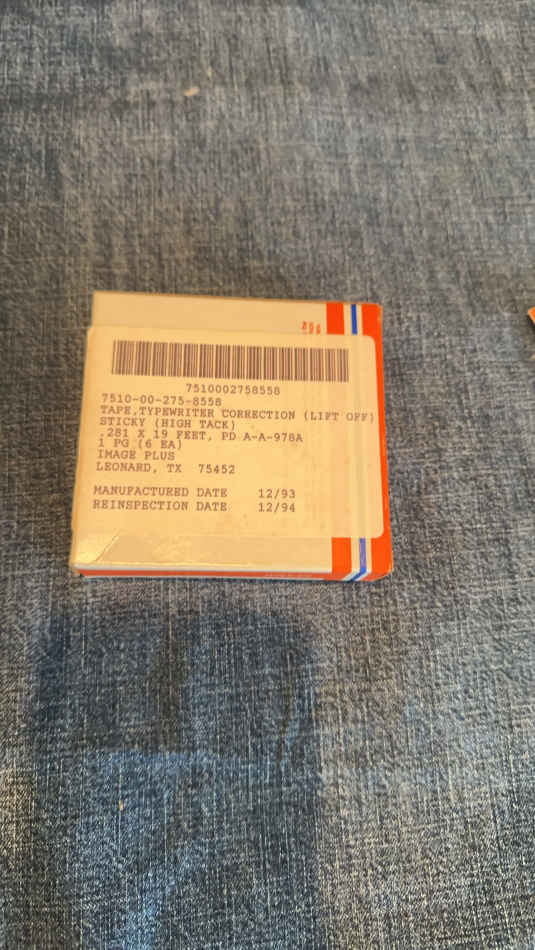 7510002758558
7510-00-275-8558
TAPE,TYPEWRITER CORRECTION (LIFT OFF)
STICKY (HIGH TACK)
.281 X 19 FEET, PD A-A-978A
1 PG (6 EA)
IMAGE PLUS
LEONARD, TX 75452
MANUFACTURED DATE 12/93
REINSPECTION DATE 12/94